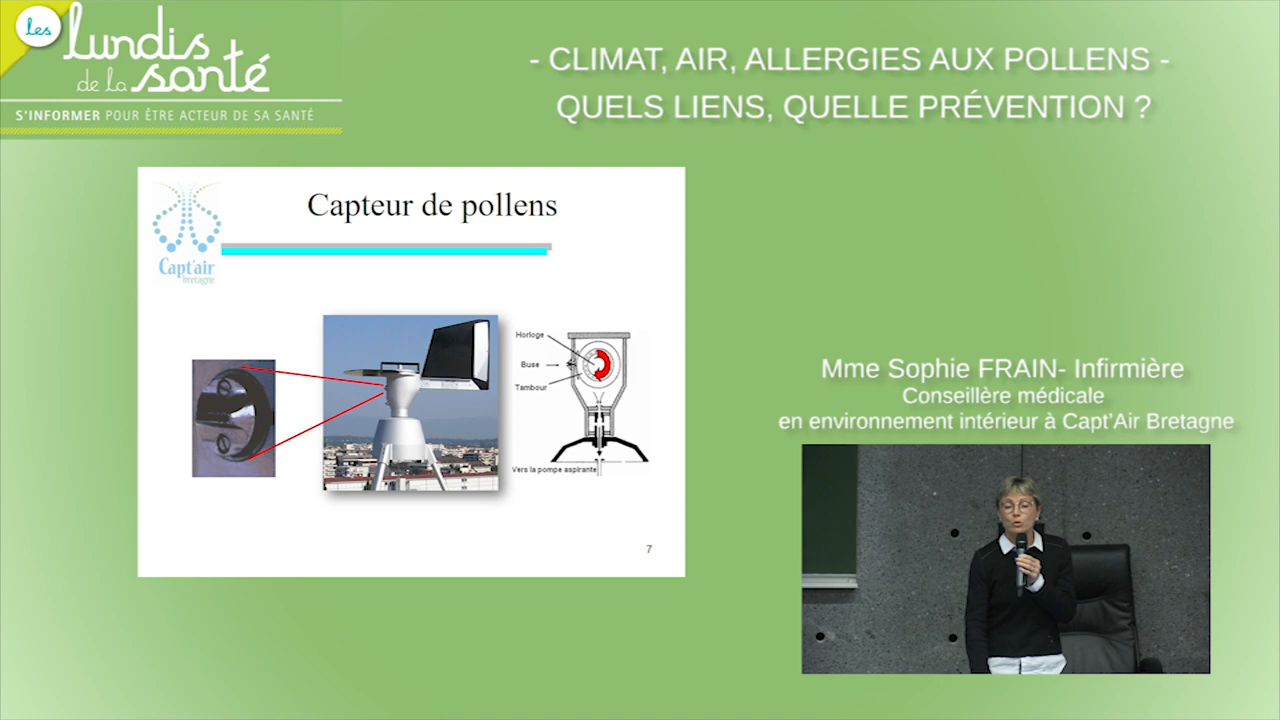 les
lundis
de la santé
S'INFORMER POUR ÊTRE ACTEUR DE SA SANTÉ
- CLIMAT, AIR, ALLERGIES AUX POLLENS -
QUELS LIENS, QUELLE PRÉVENTION ?
Capteur de pollens
Capt'air
bretagne
Horloge
Buse
Tambour
Vers la pompe aspirante
7
Mme Sophie FRAIN- Infirmière
Conseillère médicale
en environnement intérieur à Capt'Air Bretagne